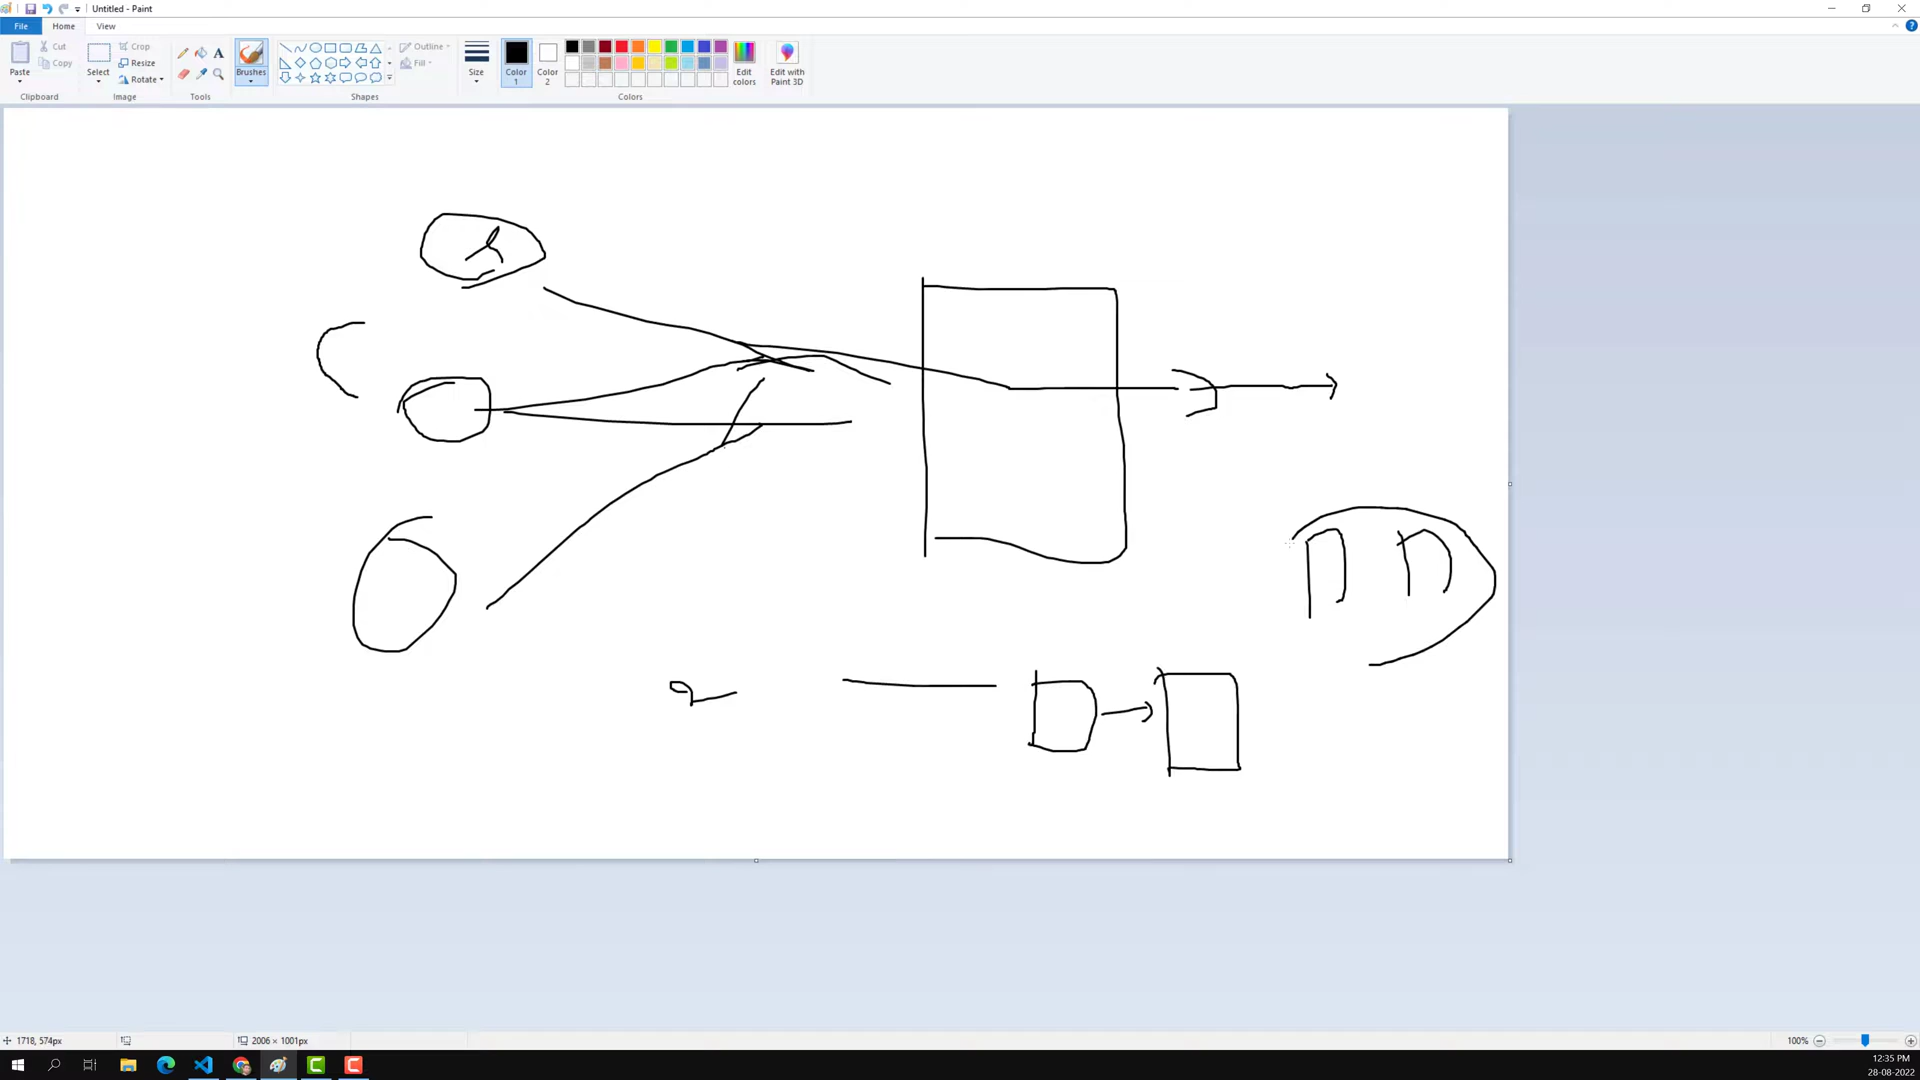 Untitled - Paint
File Home View
Paste
Cut
Copy
Clipboard
Select
Crop
Resize
Rotate
Image
A
Tools
Brushes
Outline
Fill
Shapes
Size
Color 1
Color 2
Edit colors
Edit with Paint 3D
Colors
1718, 574px
2006 × 1001px
100%
12:35 PM
28-08-2022